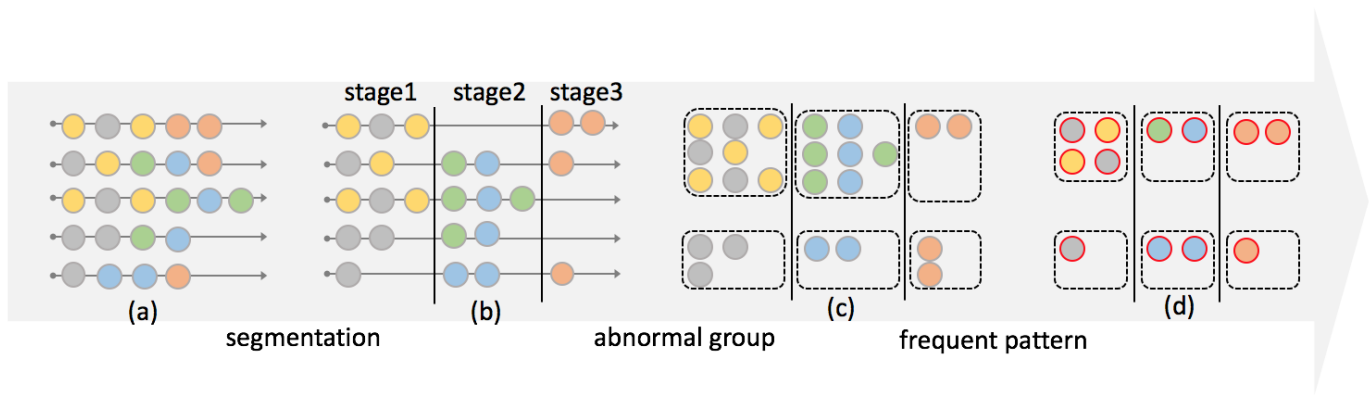 stage1 stage2 stage3
(a) (b) (c) (d)
segmentation abnormal group frequent pattern